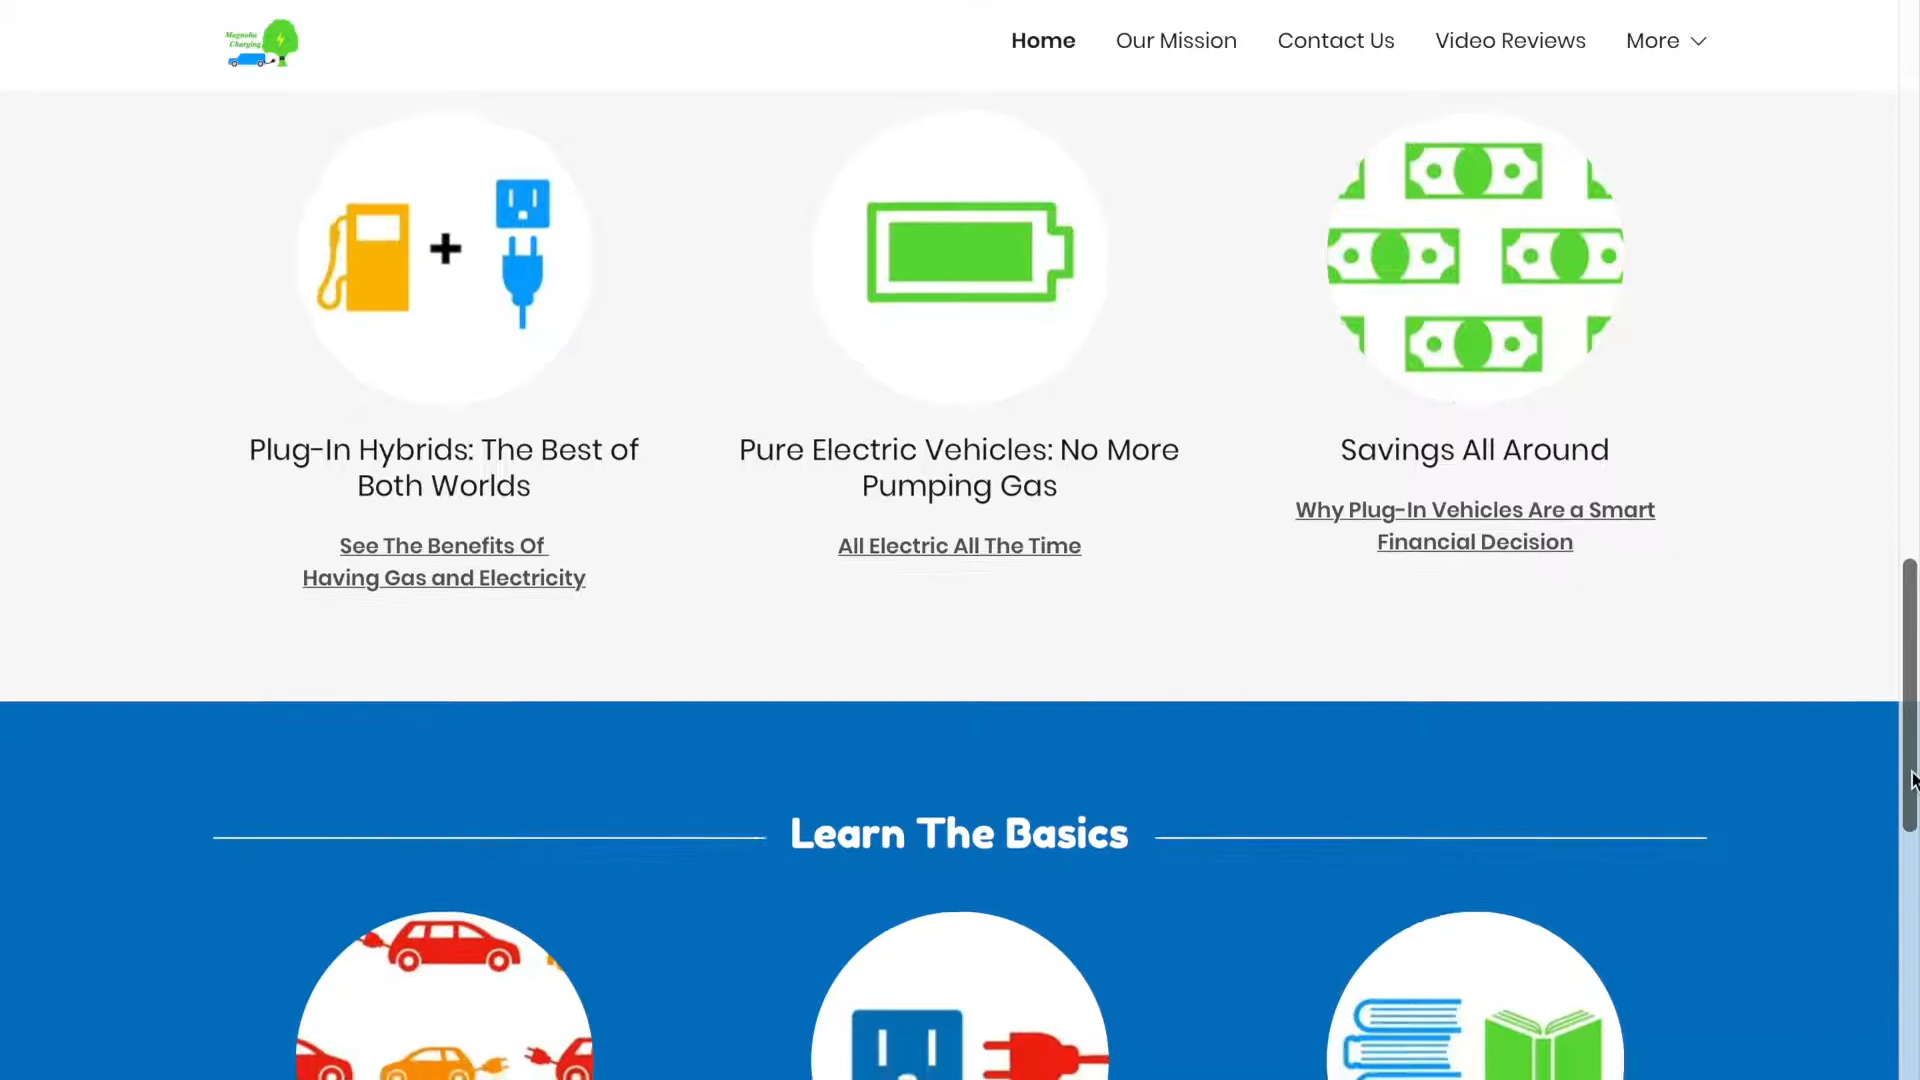 Magnolia
Charging
Home
Our Mission
Contact Us
Video Reviews
More
Plug-In Hybrids: The Best of
Both Worlds
See The Benefits Of
Having Gas and Electricity
Pure Electric Vehicles: No More
Pumping Gas
All Electric All The Time
Savings All Around
Why Plug-In Vehicles Are a Smart
Financial Decision
Learn The Basics